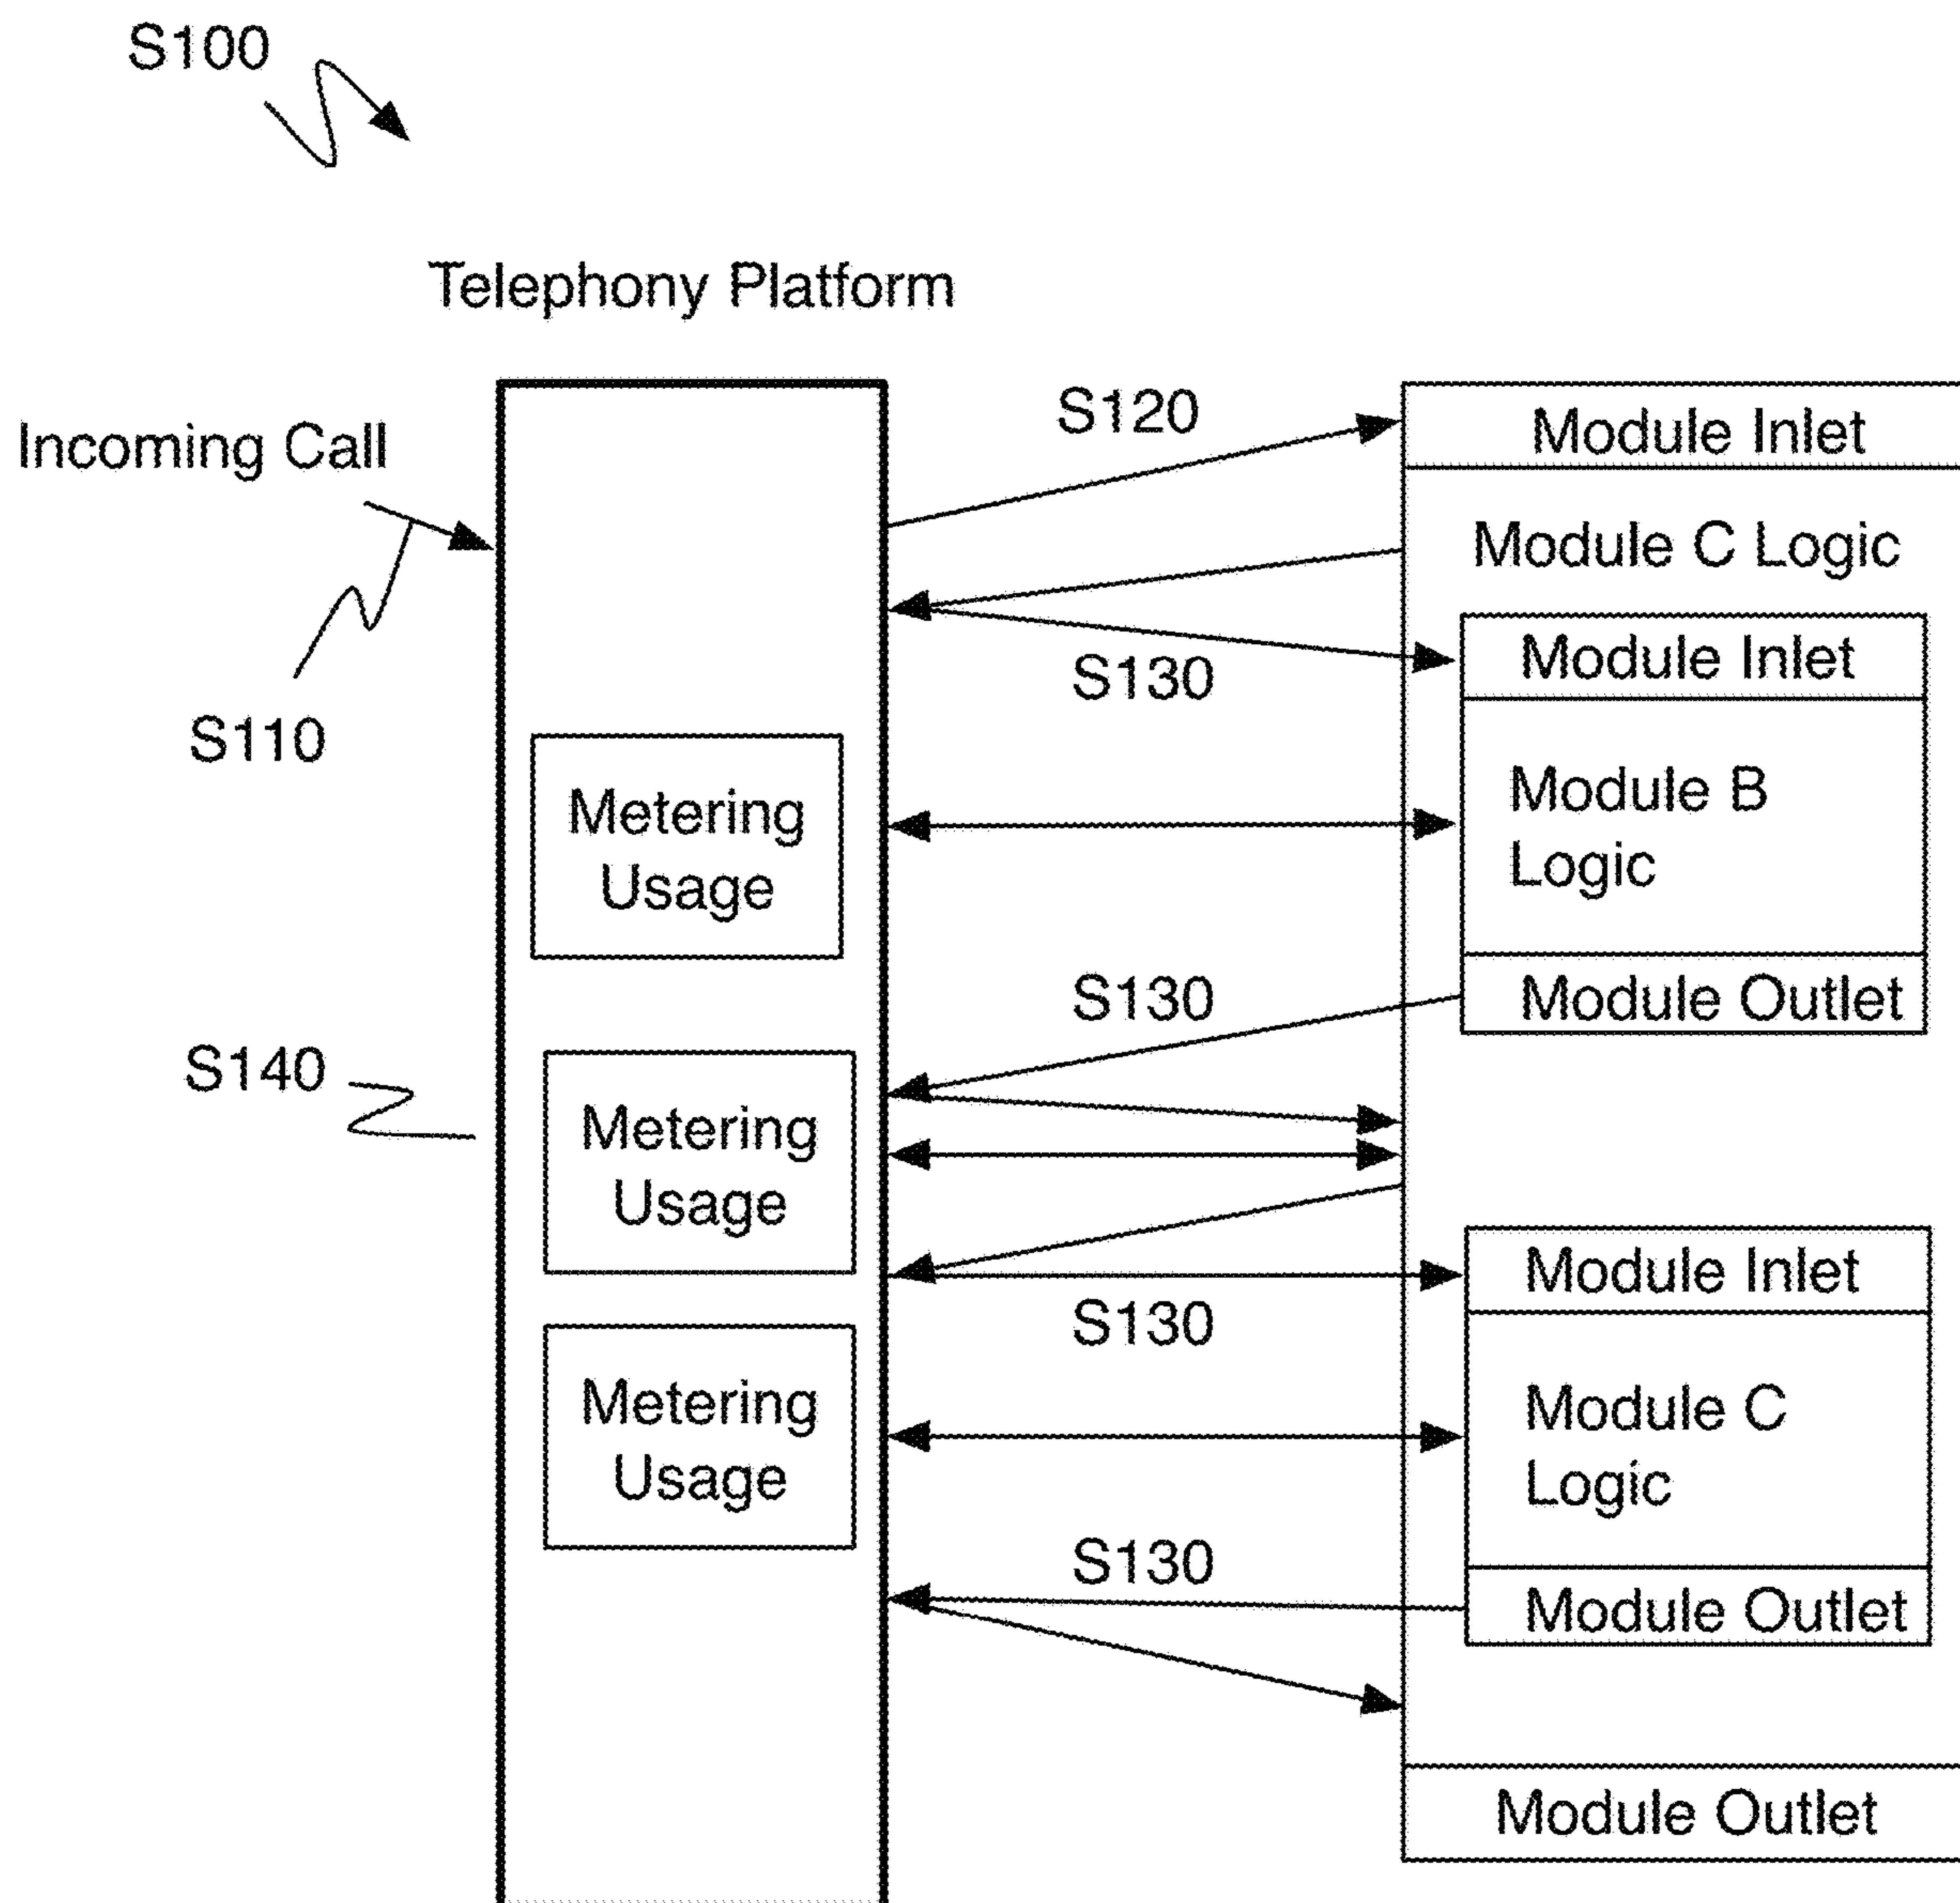 S100
Telephony Platform
Incoming Call
S110
S120
Module Inlet
Module C Logic
S130
Module Inlet
Module B
Logic
Metering
Usage
S130
Module Outlet
S140
Metering
Usage
S130
Module Inlet
Metering
Usage
Module C
Logic
S130
Module Outlet
Module Outlet